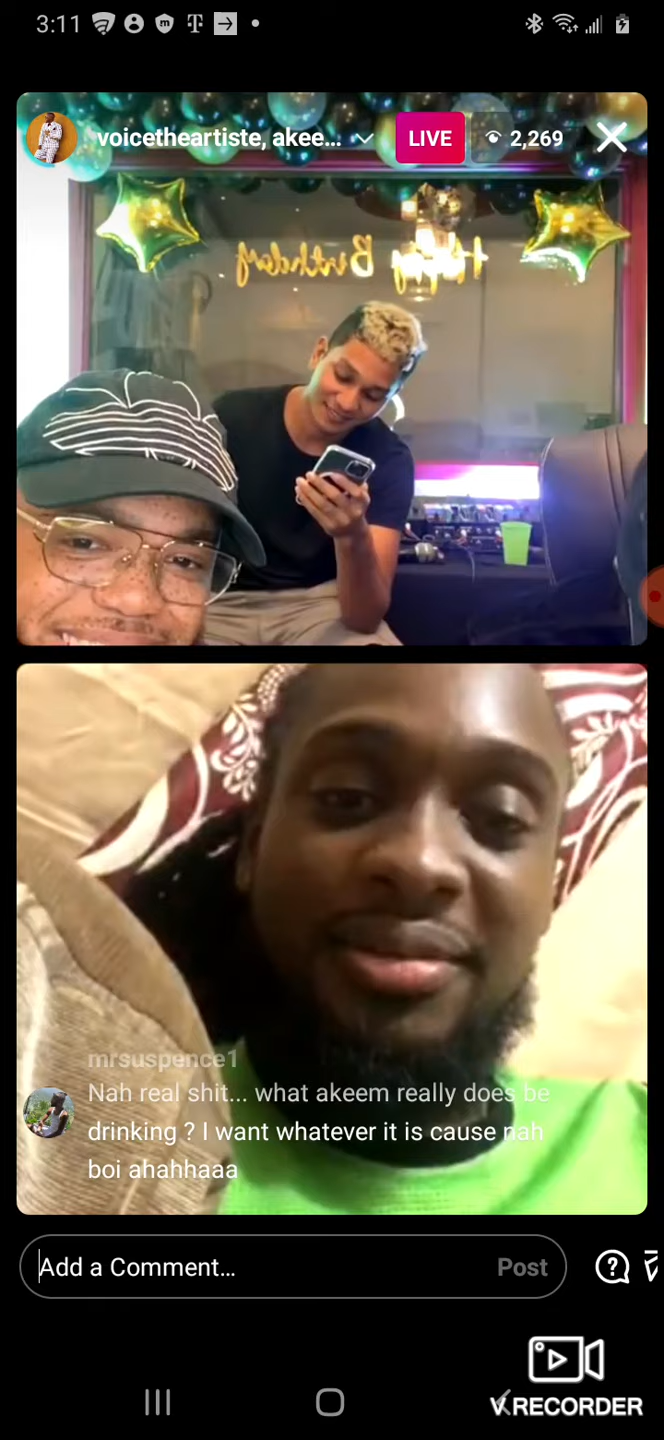 3:11
voicetheartiste, akee...
LIVE
2,269
Happy Birthday
mrsuspence1
Nah real shit... what akeem really does be
drinking ? I want whatever it is cause nah
boi ahahhaaa
Add a Comment...
Post
V.RECORDER